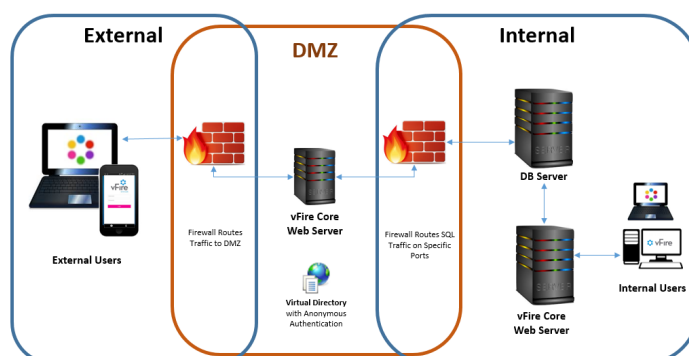 External
DMZ
Internal
vFire
External Users
Firewall Routes
Traffic to DMZ
vFire Core
Web Server
Virtual Directory
with Anonymous
Authentication
Firewall Routes SQL
Traffic on Specific
Ports
DB Server
vFire Core
Web Server
vFire
Internal Users